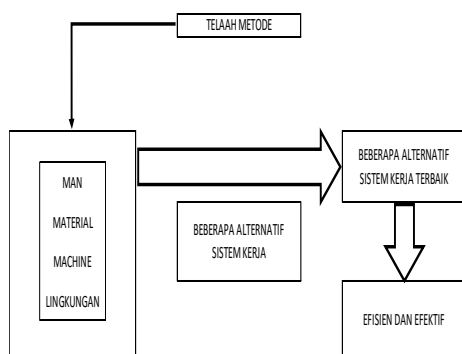 TELAAH METODE
MAN
MATERIAL
MACHINE
LINGKUNGAN
BEBERAPA ALTERNATIF
SISTEM KERJA
BEBERAPA ALTERNATIF
SISTEM KERJA TERBAIK
EFISIEN DAN EFEKTIF